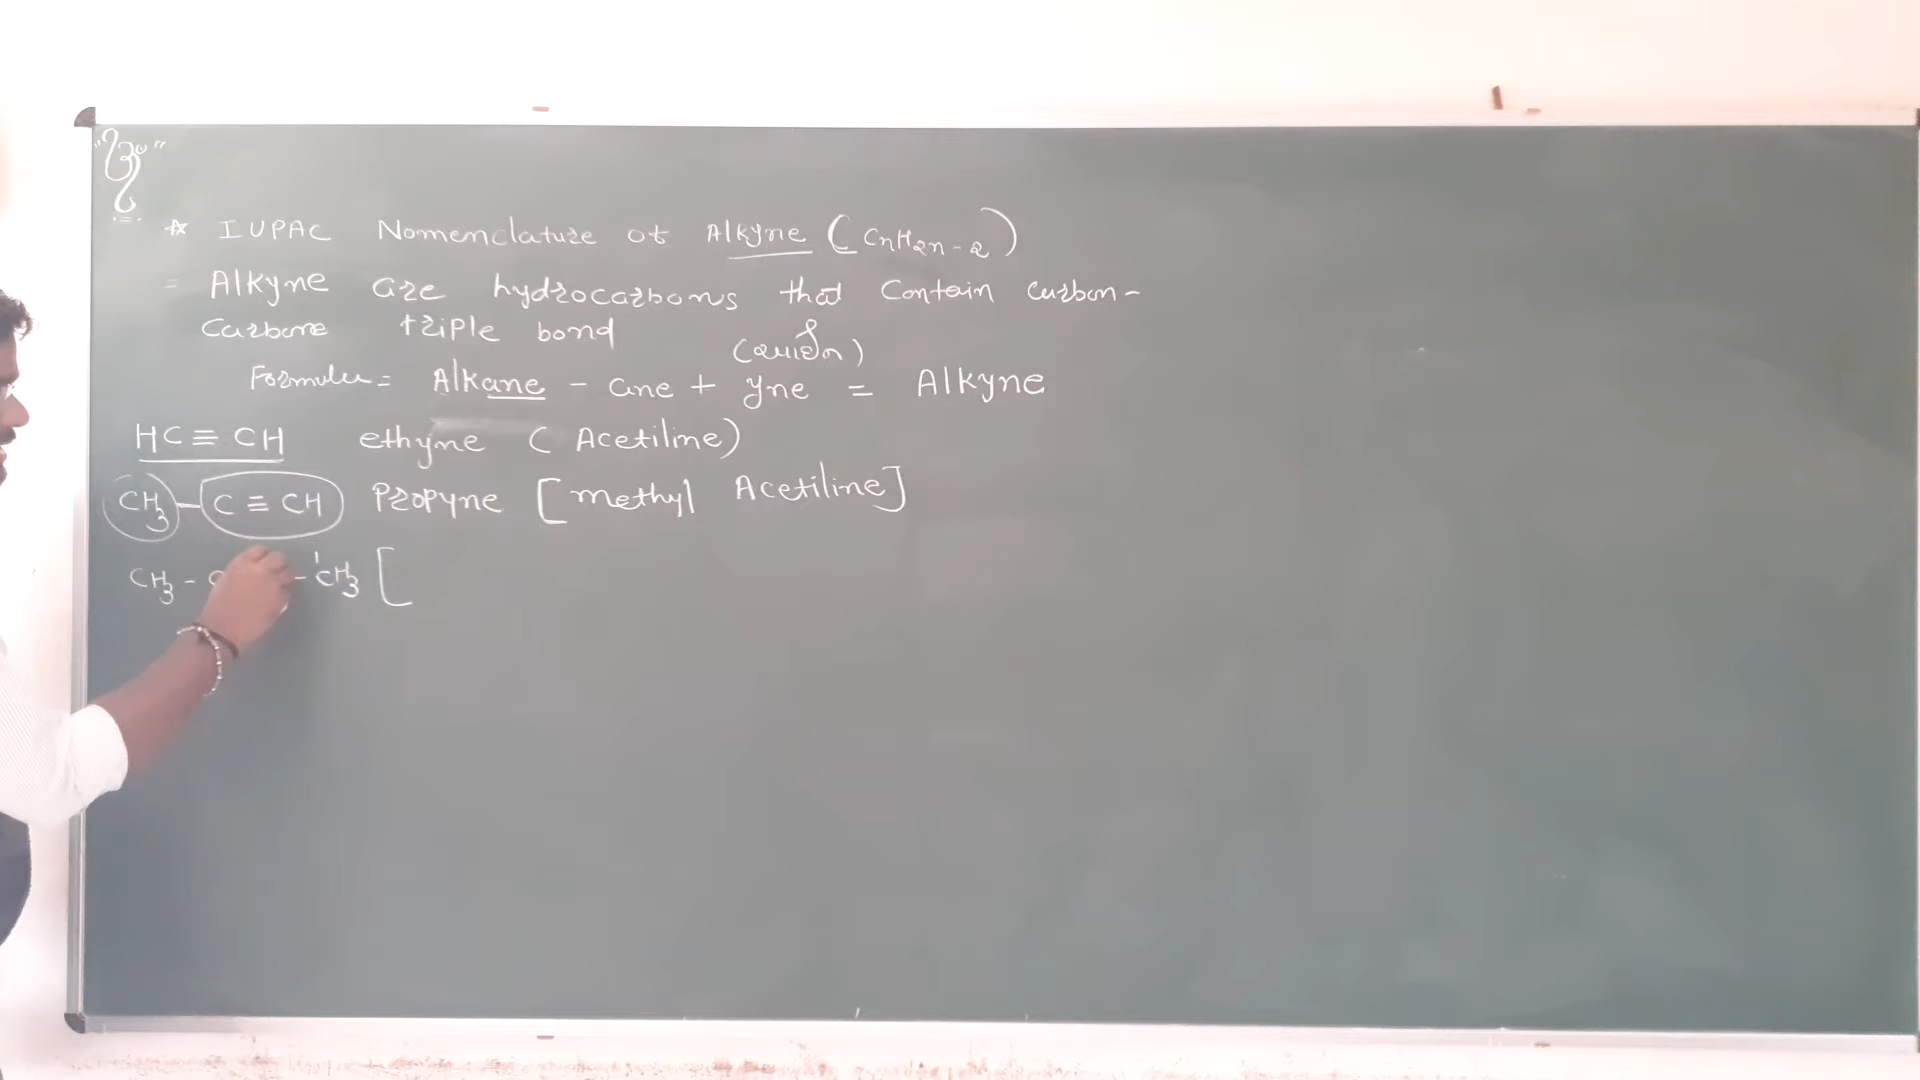 * IUPAC Nomenclature of Alkyne (CnH2n-2)
= Alkyne are hydrocarbons that Contain carbon-
Carbone triple bond
Formula = Alkane - ane + yne = Alkyne
HC ≡ CH ethyne (Acetiline)
CH3 - C ≡ CH Propyne [methyl Acetiline]
CH3 - C - CH3 [